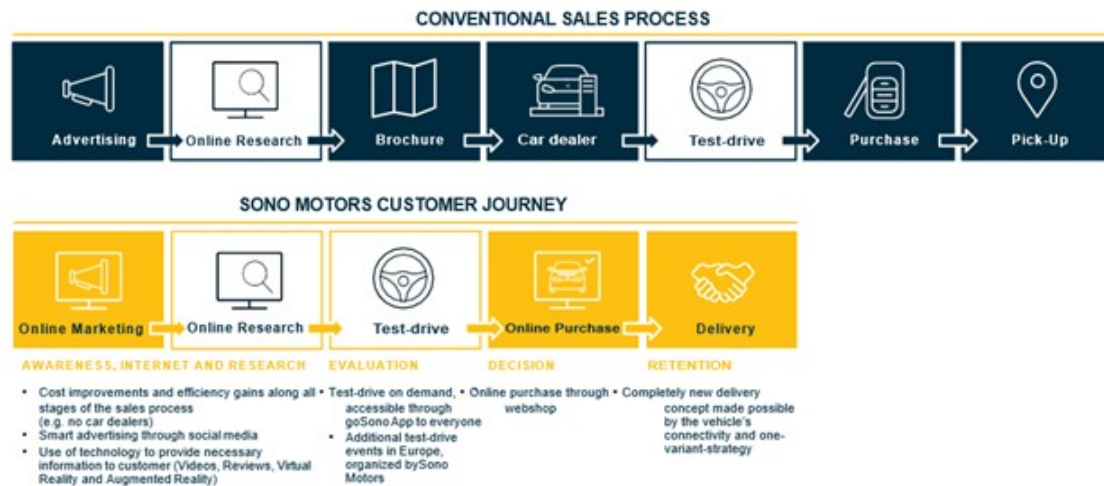 CONVENTIONAL SALES PROCESS
Advertising
Online Research
Brochure
Car dealer
Test-drive
Purchase
Pick-Up
SONO MOTORS CUSTOMER JOURNEY
Online Marketing
Online Research
Test-drive
Online Purchase
Delivery
AWARENESS, INTERNET AND RESEARCH
▪ Cost improvements and efficiency gains along all
stages of the sales process
(e.g. no car dealers)
▪ Smart advertising through social media
▪ Use of technology to provide necessary
information to customer (Videos, Reviews, Virtual
Reality and Augmented Reality)
EVALUATION
▪ Test-drive on demand,
accessible through
goSono App to everyone
▪ Additional test-drive
events in Europe,
organized bySono
Motors
DECISION
▪ Online purchase through
webshop
RETENTION
▪ Completely new delivery
concept made possible
by the vehicle's
connectivity and one-
variant-strategy